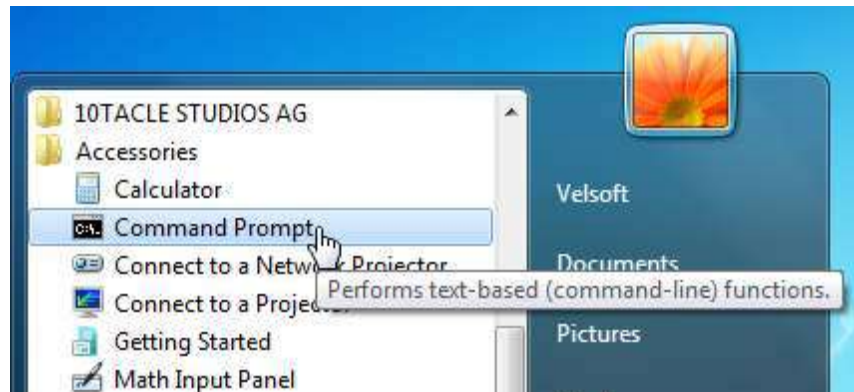 10TACLE STUDIOS AG
Accessories
Calculator
Command Prompt
Connect to a Network Projector
Connect to a Projector
Getting Started
Math Input Panel
Velsoft
Documents
Performs text-based (command-line) functions.
Pictures